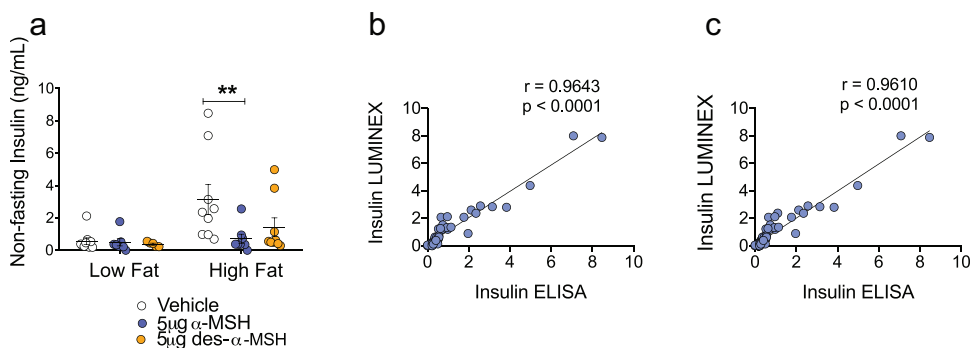 a
Non-fasting Insulin (ng/mL)
10
8
6
4
2
0
**
Low Fat
High Fat
Vehicle
5μg α-MSH
5μg des-α-MSH
b
r = 0.9643
p < 0.0001
Insulin LUMINEX
10
8
6
4
2
0
0 2 4 6 8 10
Insulin ELISA
c
r = 0.9610
p < 0.0001
Insulin LUMINEX
10
8
6
4
2
0
0 2 4 6 8 10
Insulin ELISA